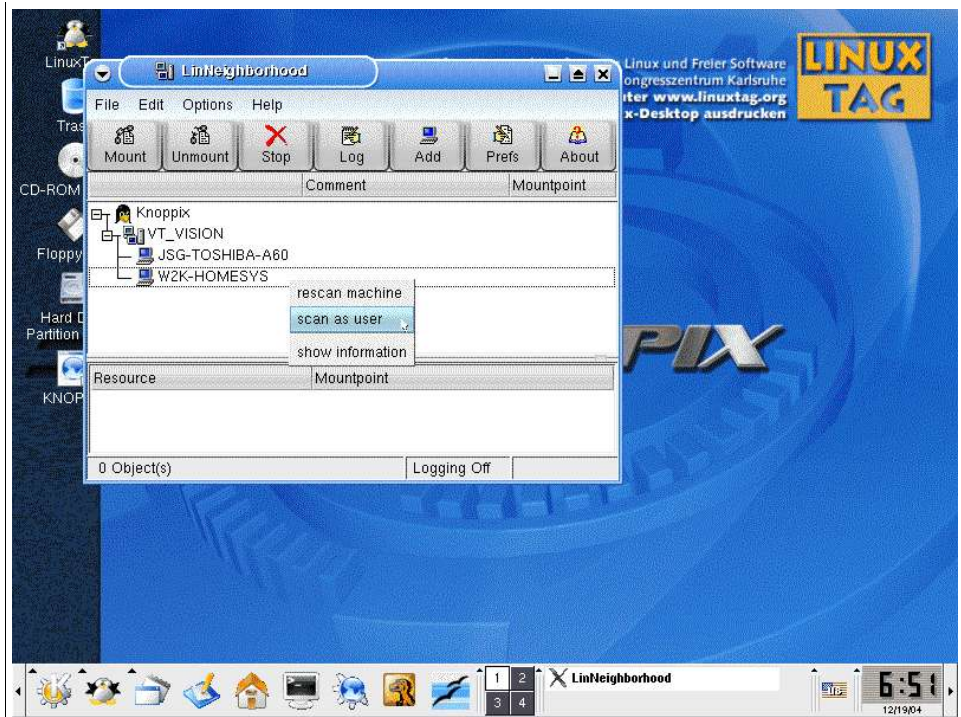 Linux und Freier Software
ongresszentrum Karlsruhe
ter www.linuxtag.org
x-Desktop ausdrucken
LINUX
TAG
LinuxT
Tras
CD-ROM
Floppy
Hard D
Partition
KNOP
LinNeighborhood
File Edit Options Help
Mount Unmount Stop Log Add Prefs About
Comment Mountpoint
Knoppix
VT_VISION
JSG-TOSHIBA-A60
W2K-HOMESYS
rescan machine
scan as user
show information
Resource Mountpoint
0 Object(s) Logging Off
PIX
1 2
3 4
LinNeighborhood
6:51
12/19/04